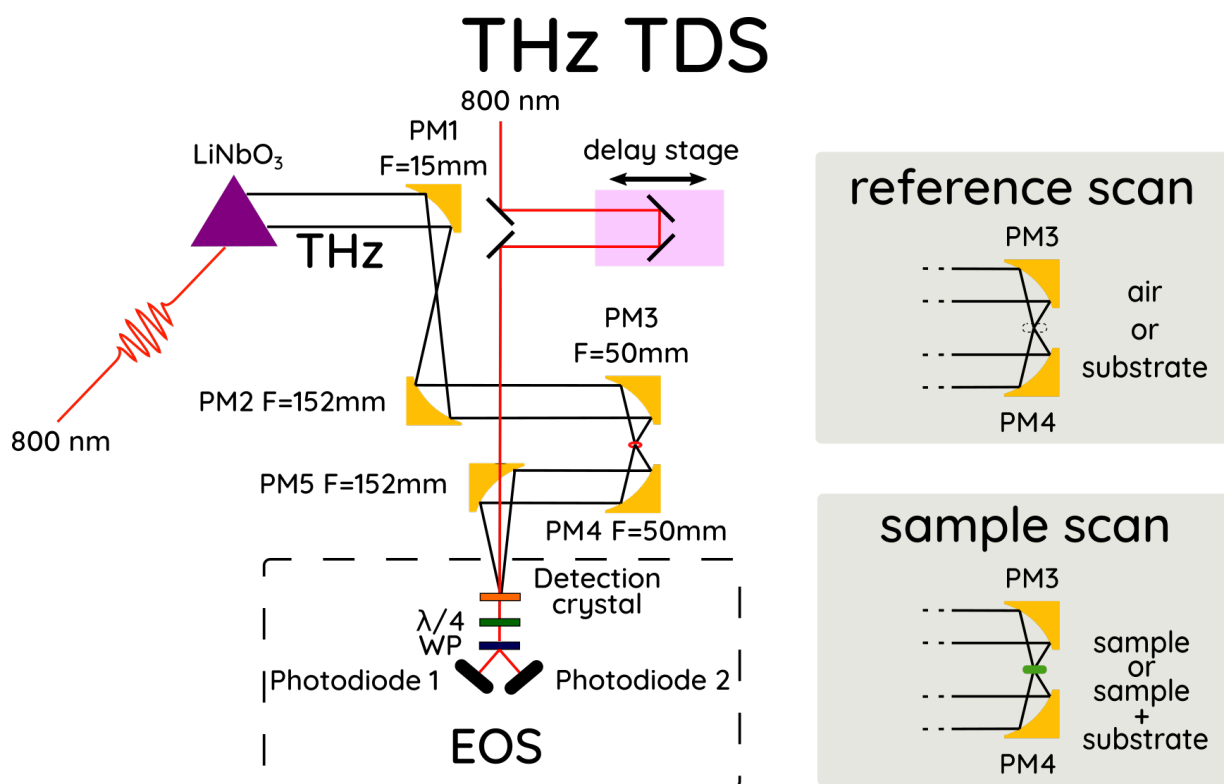 THz TDS
800 nm
PM1
F=15mm
LiNbO₃
delay stage
THz
PM3
F=50mm
PM2 F=152mm
800 nm
PM5 F=152mm
PM4 F=50mm
Detection
crystal
λ/4
WP
Photodiode 1
Photodiode 2
EOS
reference scan
PM3
air
or
substrate
PM4
sample scan
PM3
sample
or
sample
+
substrate
PM4